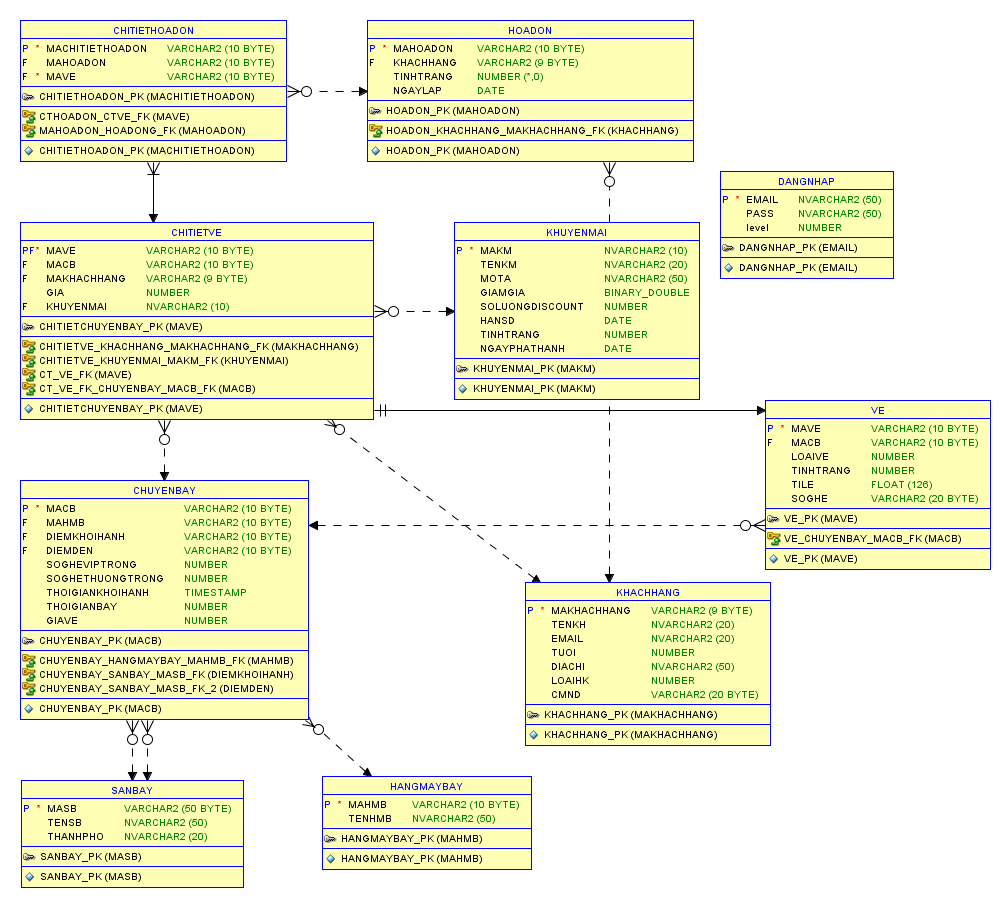 CHITIETHOADON
P * MACHITIETHOADON VARCHAR2 (10 BYTE)
F MAHOADON VARCHAR2 (10 BYTE)
F * MAVE VARCHAR2 (10 BYTE)
CHITIETHOADON_PK (MACHITIETHOADON)
CTHOADON_CTVE_FK (MAVE)
MAHOADON_HOADONG_FK (MAHOADON)
CHITIETHOADON_PK (MACHITIETHOADON)
HOADON
P * MAHOADON VARCHAR2 (10 BYTE)
F KHACHHANG VARCHAR2 (9 BYTE)
TINHTRANG NUMBER (*,0)
NGAYLAP DATE
HOADON_PK (MAHOADON)
HOADON_KHACHHANG_MAKHACHHANG_FK (KHACHHANG)
HOADON_PK (MAHOADON)
DANGNHAP
P * EMAIL NVARCHAR2 (50)
PASS NVARCHAR2 (50)
level NUMBER
DANGNHAP_PK (EMAIL)
DANGNHAP_PK (EMAIL)
CHITIETVE
PF* MAVE VARCHAR2 (10 BYTE)
F MACB VARCHAR2 (10 BYTE)
F MAKHACHHANG VARCHAR2 (9 BYTE)
GIA NUMBER
F KHUYENMAI NVARCHAR2 (10)
CHITIETCHUYENBAY_PK (MAVE)
CHITIETVE_KHACHHANG_MAKHACHHANG_FK (MAKHACHHANG)
CHITIETVE_KHUYENMAI_MAKM_FK (KHUYENMAI)
CT_VE_FK (MAVE)
CT_VE_FK_CHUYENBAY_MACB_FK (MACB)
CHITIETCHUYENBAY_PK (MAVE)
KHUYENMAI
P * MAKM NVARCHAR2 (10)
TENKM NVARCHAR2 (20)
MOTA NVARCHAR2 (50)
GIAMGIA BINARY_DOUBLE
SOLUONGDISCOUNT NUMBER
HANSD DATE
TINHTRANG NUMBER
NGAYPHATHANH DATE
KHUYENMAI_PK (MAKM)
KHUYENMAI_PK (MAKM)
VE
P * MAVE VARCHAR2 (10 BYTE)
F MACB VARCHAR2 (10 BYTE)
LOAIVE NUMBER
TINHTRANG NUMBER
TILE FLOAT (126)
SOGHE VARCHAR2 (20 BYTE)
VE_PK (MAVE)
VE_CHUYENBAY_MACB_FK (MACB)
VE_PK (MAVE)
CHUYENBAY
P * MACB VARCHAR2 (10 BYTE)
F MAHMB VARCHAR2 (10 BYTE)
F DIEMKHOIHANH VARCHAR2 (10 BYTE)
F DIEMDEN VARCHAR2 (10 BYTE)
SOGHEVIPTRONG NUMBER
SOGHETHUONGTRONG NUMBER
THOIGIANKHOIHANH TIMESTAMP
THOIGIANBAY NUMBER
GIAVE NUMBER
CHUYENBAY_PK (MACB)
CHUYENBAY_HANGMAYBAY_MAHMB_FK (MAHMB)
CHUYENBAY_SANBAY_MASB_FK (DIEMKHOIHANH)
CHUYENBAY_SANBAY_MASB_FK_2 (DIEMDEN)
CHUYENBAY_PK (MACB)
KHACHHANG
P * MAKHACHHANG VARCHAR2 (9 BYTE)
TENKH NVARCHAR2 (20)
EMAIL NVARCHAR2 (20)
TUOI NUMBER
DIACHI NVARCHAR2 (50)
LOAIHK NUMBER
CMND VARCHAR2 (20 BYTE)
KHACHHANG_PK (MAKHACHHANG)
KHACHHANG_PK (MAKHACHHANG)
SANBAY
P * MASB VARCHAR2 (50 BYTE)
TENSB NVARCHAR2 (50)
THANHPHO NVARCHAR2 (20)
SANBAY_PK (MASB)
SANBAY_PK (MASB)
HANGMAYBAY
P * MAHMB VARCHAR2 (10 BYTE)
TENHMB NVARCHAR2 (50)
HANGMAYBAY_PK (MAHMB)
HANGMAYBAY_PK (MAHMB)